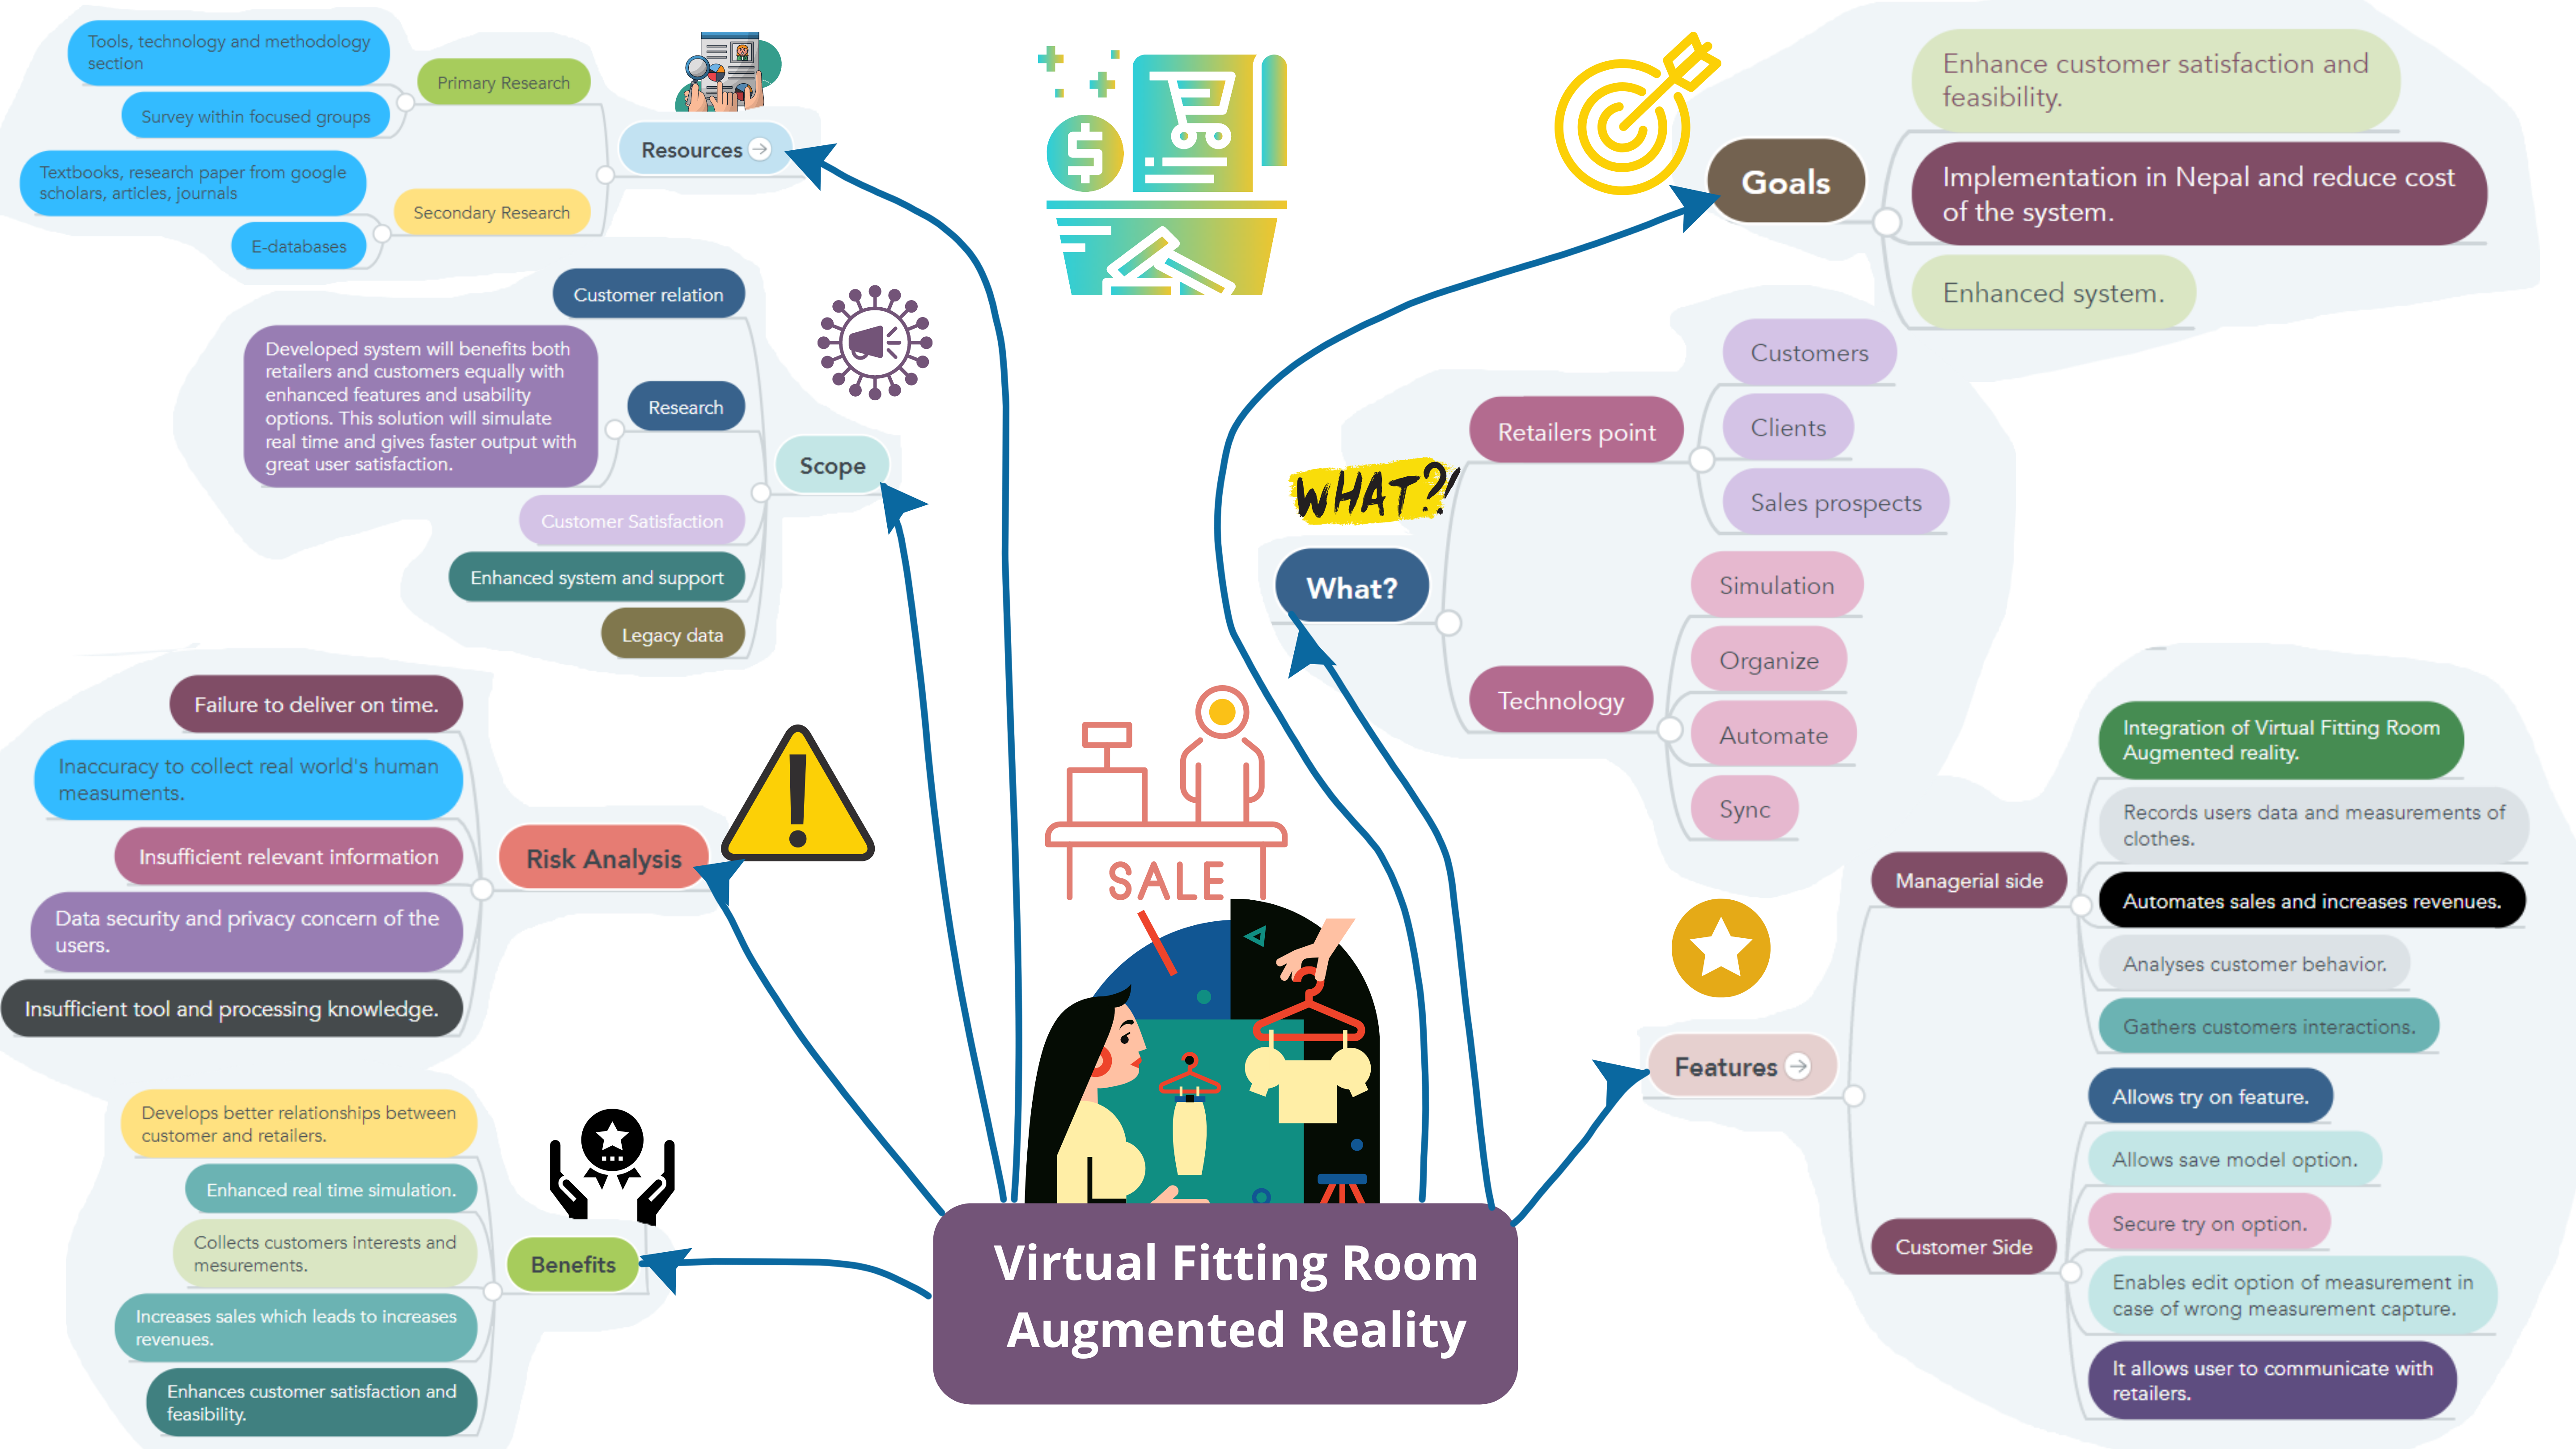 Tools, technology and methodology
section
Primary Research
Survey within focused groups
Resources
Textbooks, research paper from google
scholars, articles, journals
Secondary Research
E-databases
Customer relation
Developed system will benefits both
retailers and customers equally with
enhanced features and usability
options. This solution will simulate
real time and gives faster output with
great user satisfaction.
Research
Scope
Customer Satisfaction
Enhanced system and support
Legacy data
Failure to deliver on time.
Inaccuracy to collect real world's human
measuments.
Insufficient relevant information
Risk Analysis
Data security and privacy concern of the
users.
Insufficient tool and processing knowledge.
Develops better relationships between
customer and retailers.
Enhanced real time simulation.
Collects customers interests and
mesurements.
Benefits
Increases sales which leads to increases
revenues.
Enhances customer satisfaction and
feasibility.
$
SALE
Virtual Fitting Room
Augmented Reality
Goals
Enhance customer satisfaction and
feasibility.
Implementation in Nepal and reduce cost
of the system.
Enhanced system.
WHAT?!
What?
Retailers point
Customers
Clients
Sales prospects
Technology
Simulation
Organize
Automate
Sync
Features
Managerial side
Integration of Virtual Fitting Room
Augmented reality.
Records users data and measurements of
clothes.
Automates sales and increases revenues.
Analyses customer behavior.
Gathers customers interactions.
Customer Side
Allows try on feature.
Allows save model option.
Secure try on option.
Enables edit option of measurement in
case of wrong measurement capture.
It allows user to communicate with
retailers.